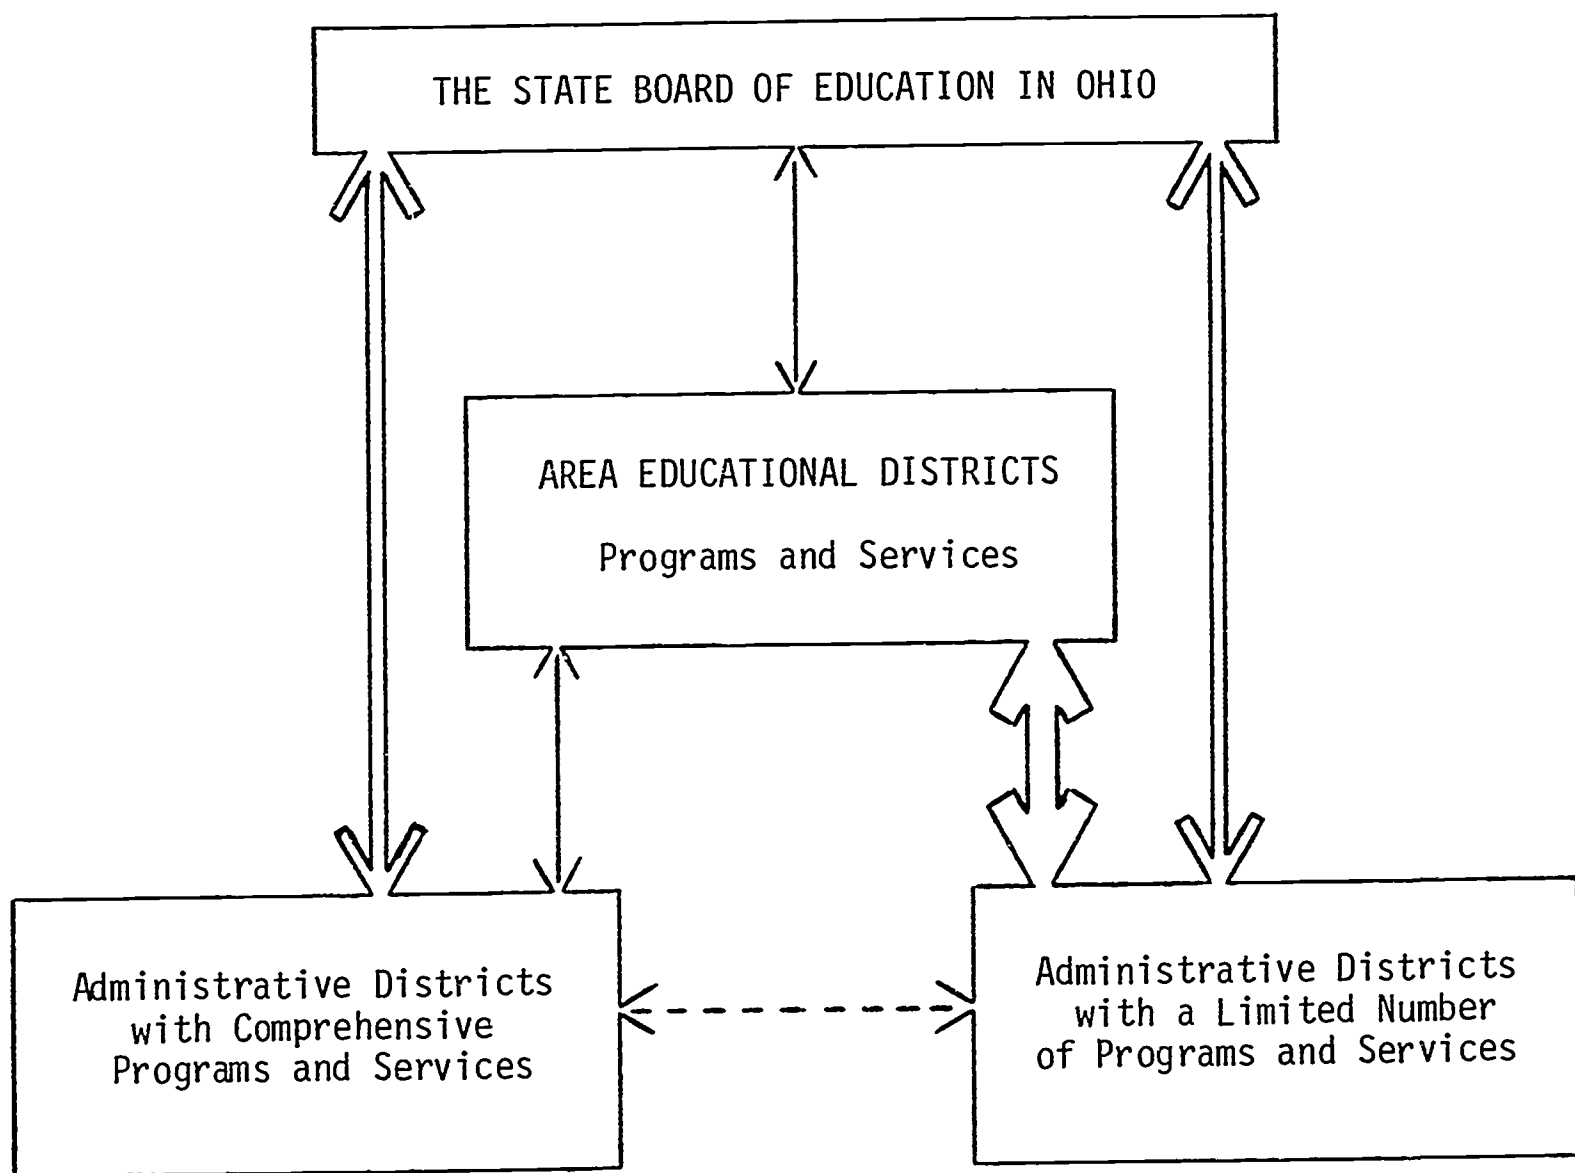 THE STATE BOARD OF EDUCATION IN OHIO
AREA EDUCATIONAL DISTRICTS
Programs and Services
Administrative Districts
with Comprehensive
Programs and Services
Administrative Districts
with a Limited Number
of Programs and Services